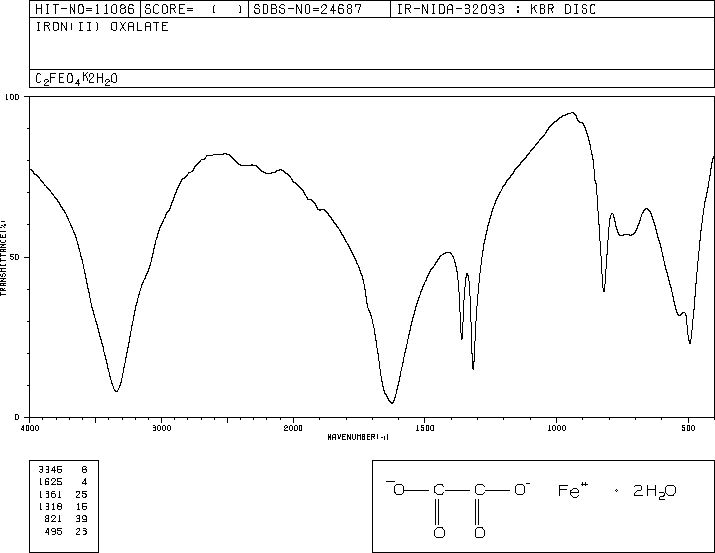 HIT-NO=11086 SCORE= ( ) SDBS-NO=24687 IR-NIDA-32093 : KBR DISC
IRON(II) OXALATE
C2FEO4K2H2O
TRANSMITTANCE(%)
100
50
0
4000 3000 2000 1500 1000 500
WAVENUMBER(-1)
3345 8
1625 4
1361 25
1318 15
821 39
495 23
⁻O C C O⁻ Fe⁺⁺ · 2H2O
O O